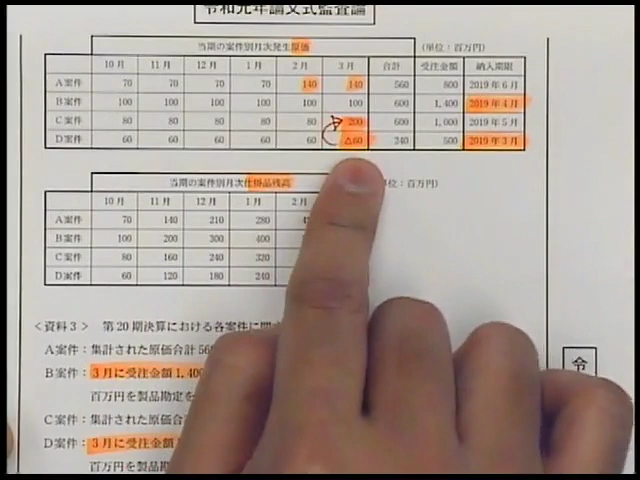 令和元年論文式監査論
当期の案件別月次発生原価 (単位：百万円)
10月 11月 12月 1月 2月 3月 合計 受注金額 納入期限
A案件 70 70 70 70 140 140 560 800 2019年6月
B案件 100 100 100 100 100 100 600 1,400 2019年4月
C案件 80 80 80 80 80 200 600 1,000 2019年5月
D案件 60 60 60 60 60 △60 240 500 2019年3月
当期の案件別月次仕掛品残高 単位：百万円)
10月 11月 12月 1月 2月
A案件 70 140 210 280
B案件 100 200 300 400
C案件 80 160 240 320
D案件 60 120 180 240
＜資料3＞ 第20期決算における各案件に関
A案件：集計された原価合計56
B案件：3月に受注金額1,400
百万円を製品勘定を
C案件：集計された原価合計
D案件：3月に受注金額
百万円を製品勘定
令